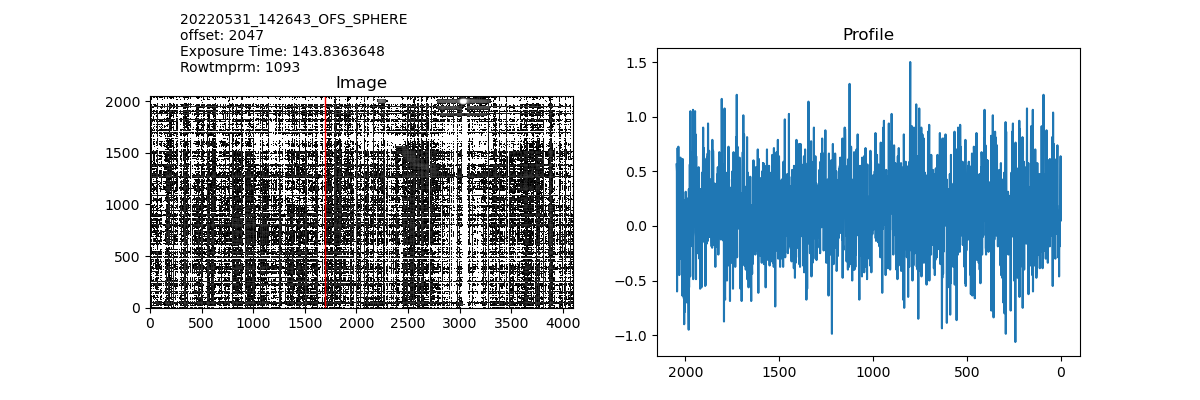 20220531_142643_OFS_SPHERE
offset: 2047
Exposure Time: 143.8363648
Rowtmprm: 1093
Image
2000
1500
1000
500
0
0 500 1000 1500 2000 2500 3000 3500 4000
Profile
1.5
1.0
0.5
0.0
−0.5
−1.0
2000 1500 1000 500 0